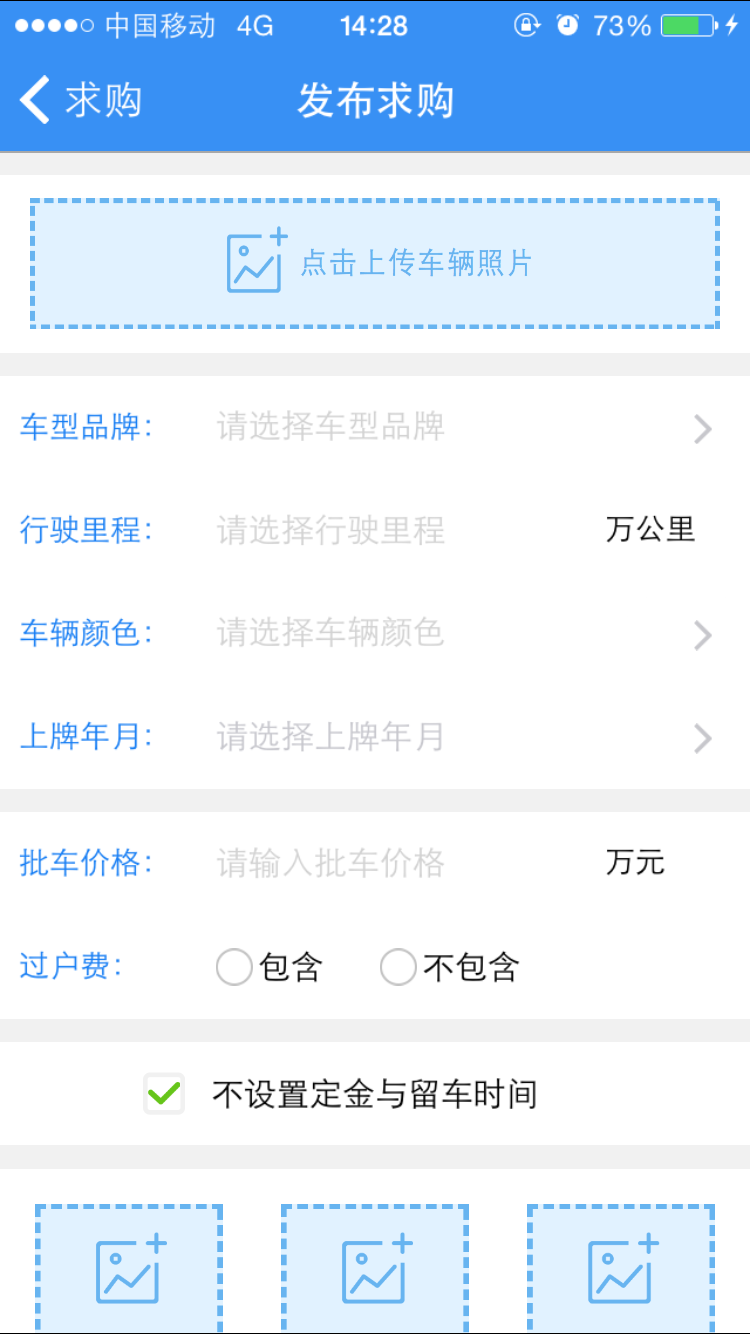 中国移动 4G 14:28 73%
求购 发布求购
点击上传车辆照片
车型品牌: 请选择车型品牌
行驶里程: 请选择行驶里程 万公里
车辆颜色: 请选择车辆颜色
上牌年月: 请选择上牌年月
批车价格: 请输入批车价格 万元
过户费: 包含 不包含
不设置定金与留车时间